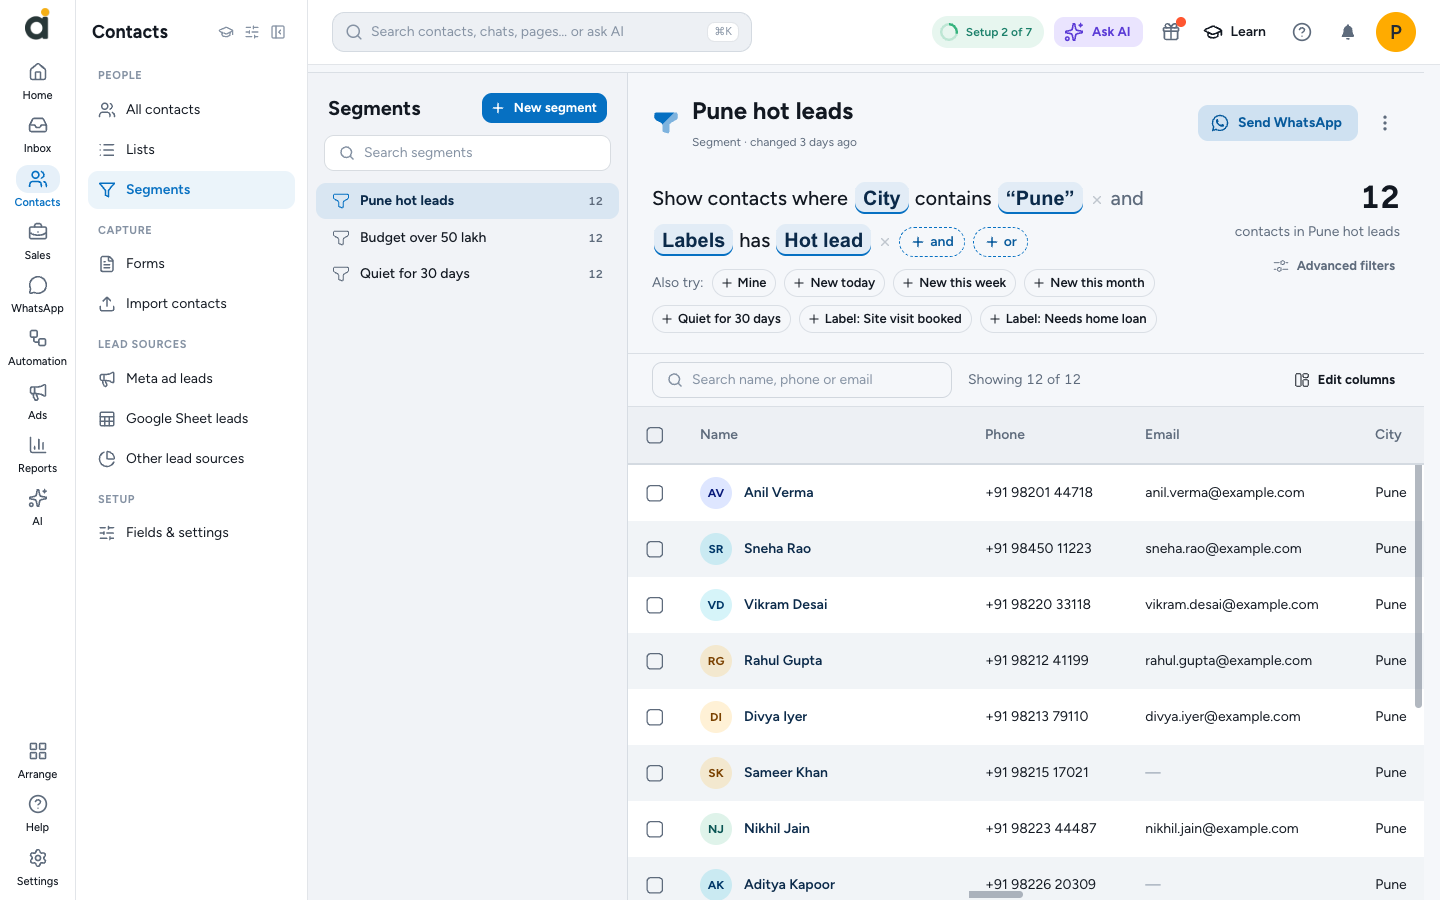 Contacts
Search contacts, chats, pages... or ask AI
⌘K
Setup 2 of 7
Ask AI
Learn
P
Home
Inbox
Contacts
Sales
WhatsApp
Automation
Ads
Reports
AI
Arrange
Help
Settings
PEOPLE
All contacts
Lists
Segments
CAPTURE
Forms
Import contacts
LEAD SOURCES
Meta ad leads
Google Sheet leads
Other lead sources
SETUP
Fields & settings
Segments
+ New segment
Search segments
Pune hot leads 12
Budget over 50 lakh 12
Quiet for 30 days 12
Pune hot leads
Segment · changed 3 days ago
Send WhatsApp
Show contacts where City contains “Pune” × and
Labels has Hot lead × + and + or
12
contacts in Pune hot leads
Advanced filters
Also try: + Mine + New today + New this week + New this month
+ Quiet for 30 days + Label: Site visit booked + Label: Needs home loan
Search name, phone or email
Showing 12 of 12
Edit columns
Name Phone Email City
AV Anil Verma +91 98201 44718 anil.verma@example.com Pune
SR Sneha Rao +91 98450 11223 sneha.rao@example.com Pune
VD Vikram Desai +91 98220 33118 vikram.desai@example.com Pune
RG Rahul Gupta +91 98212 41199 rahul.gupta@example.com Pune
DI Divya Iyer +91 98213 79110 divya.iyer@example.com Pune
SK Sameer Khan +91 98215 17021 — Pune
NJ Nikhil Jain +91 98223 44487 nikhil.jain@example.com Pune
AK Aditya Kapoor +91 98226 20309 — Pune